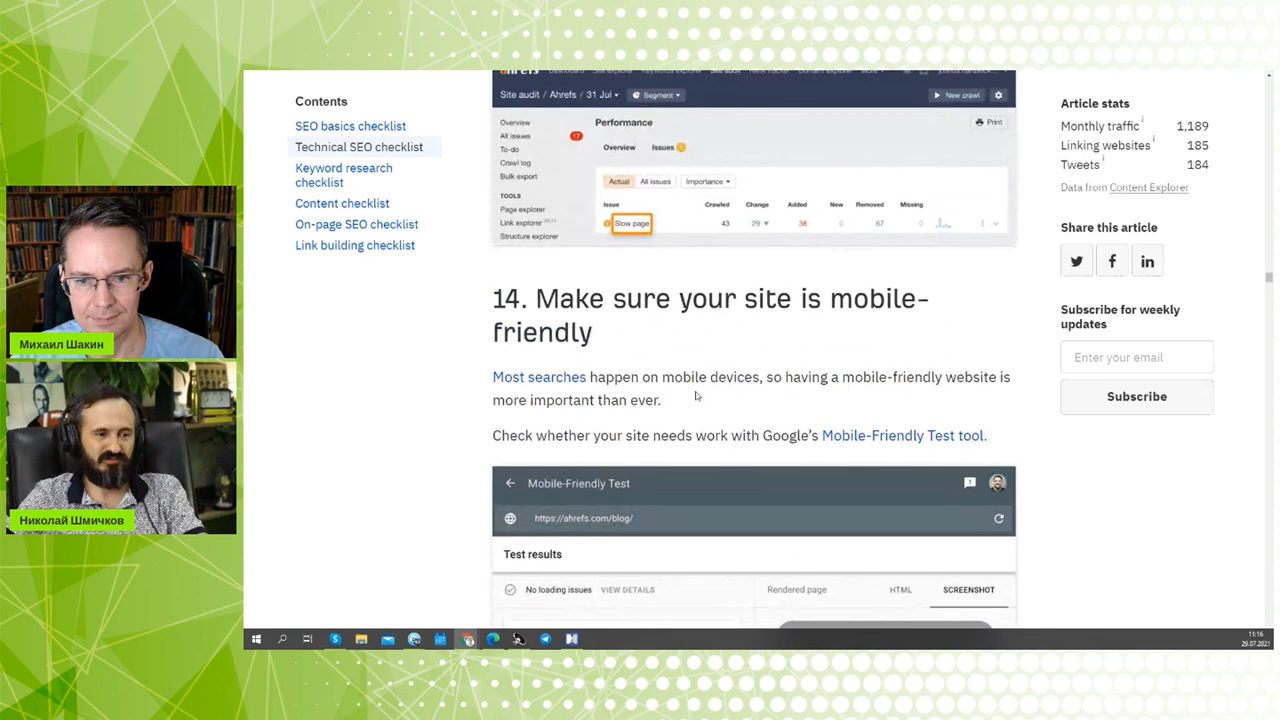 Contents
SEO basics checklist
Technical SEO checklist
Keyword research
checklist
Content checklist
On-page SEO checklist
Link building checklist
Site audit / Ahrefs / 31 Jul
Segment
New crawl
Overview
All issues
17
To-do
Crawl log
Bulk export
TOOLS
Page explorer
Link explorer BETA
Structure explorer
Performance
Print
Overview
Issues
Actual
All issues
Importance
Issue
Crawled
Change
Added
New
Removed
Missing
Slow page
43
29
38
0
67
0
14. Make sure your site is mobile-
friendly
Most searches happen on mobile devices, so having a mobile-friendly website is
more important than ever.
Check whether your site needs work with Google's Mobile-Friendly Test tool.
Mobile-Friendly Test
https://ahrefs.com/blog/
Test results
No loading issues
VIEW DETAILS
Rendered page
HTML
SCREENSHOT
Article stats
Monthly traffic 1,189
Linking websites 185
Tweets 184
Data from Content Explorer
Share this article
Subscribe for weekly
updates
Enter your email
Subscribe
Михаил Шакин
Николай Шмичков
11:16
29.07.2021